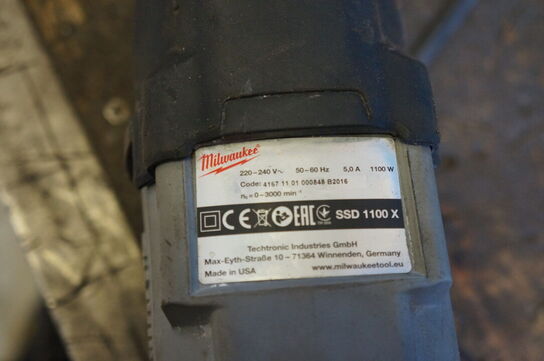 Milwaukee
220–240 V~ 50–60 Hz 5,0 A 1100 W
Code: 4167 11 01 000848 B2016
n₀ = 0–3000 min⁻¹
CE EAC SSD 1100 X
Techtronic Industries GmbH
Max-Eyth-Straße 10 – 71364 Winnenden, Germany
Made in USA www.milwaukeetool.eu